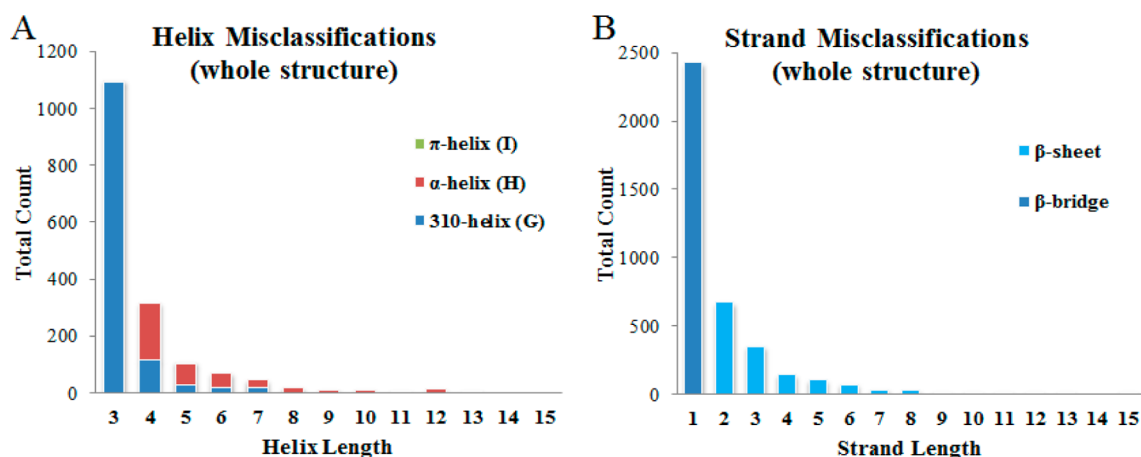 A
Helix Misclassifications
(whole structure)
Total Count
1200
1000
800
600
400
200
0
π-helix (I)
α-helix (H)
310-helix (G)
3 4 5 6 7 8 9 10 11 12 13 14 15
Helix Length
B
Strand Misclassifications
(whole structure)
Total Count
2500
2000
1500
1000
500
0
β-sheet
β-bridge
1 2 3 4 5 6 7 8 9 10 11 12 13 14 15
Strand Length